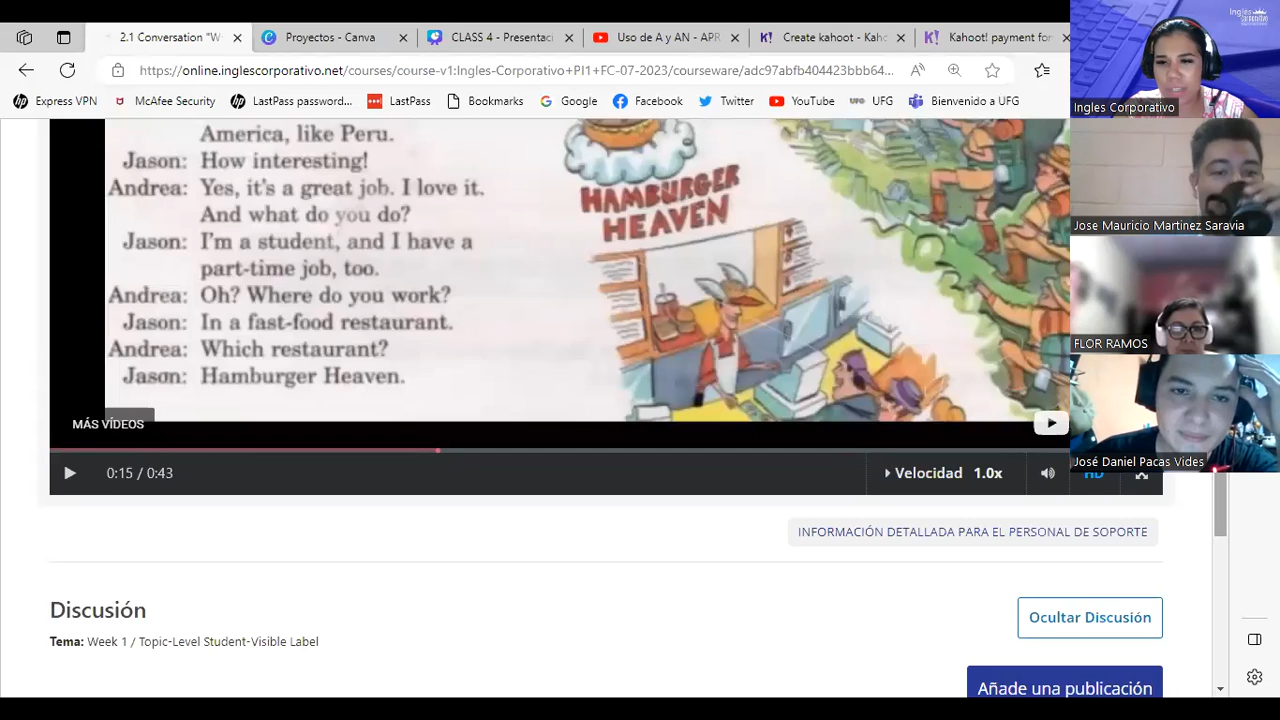 2.1 Conversation "W
Proyectos - Canva
CLASS 4 - Presentac
Uso de A y AN - APR
Create kahoot - Kah
Kahoot! payment for
https://online.inglescorporativo.net/courses/course-v1:Ingles-Corporativo+PI1+FC-07-2023/courseware/adc97abfb404423bbb64...
Express VPN
McAfee Security
LastPass password...
LastPass
Bookmarks
Google
Facebook
Twitter
YouTube
UFG
Bienvenido a UFG
America, like Peru.
Jason: How interesting!
Andrea: Yes, it's a great job. I love it.
And what do you do?
Jason: I'm a student, and I have a
part-time job, too.
Andrea: Oh? Where do you work?
Jason: In a fast-food restaurant.
Andrea: Which restaurant?
Jason: Hamburger Heaven.
HAMBURGER
HEAVEN
MÁS VÍDEOS
0:15 / 0:43
Velocidad 1.0x
HD
INFORMACIÓN DETALLADA PARA EL PERSONAL DE SOPORTE
Discusión
Ocultar Discusión
Tema: Week 1 / Topic-Level Student-Visible Label
Añade una publicación
Ingles Corporativo
Jose Mauricio Martinez Saravia
FLOR RAMOS
José Daniel Pacas Vides